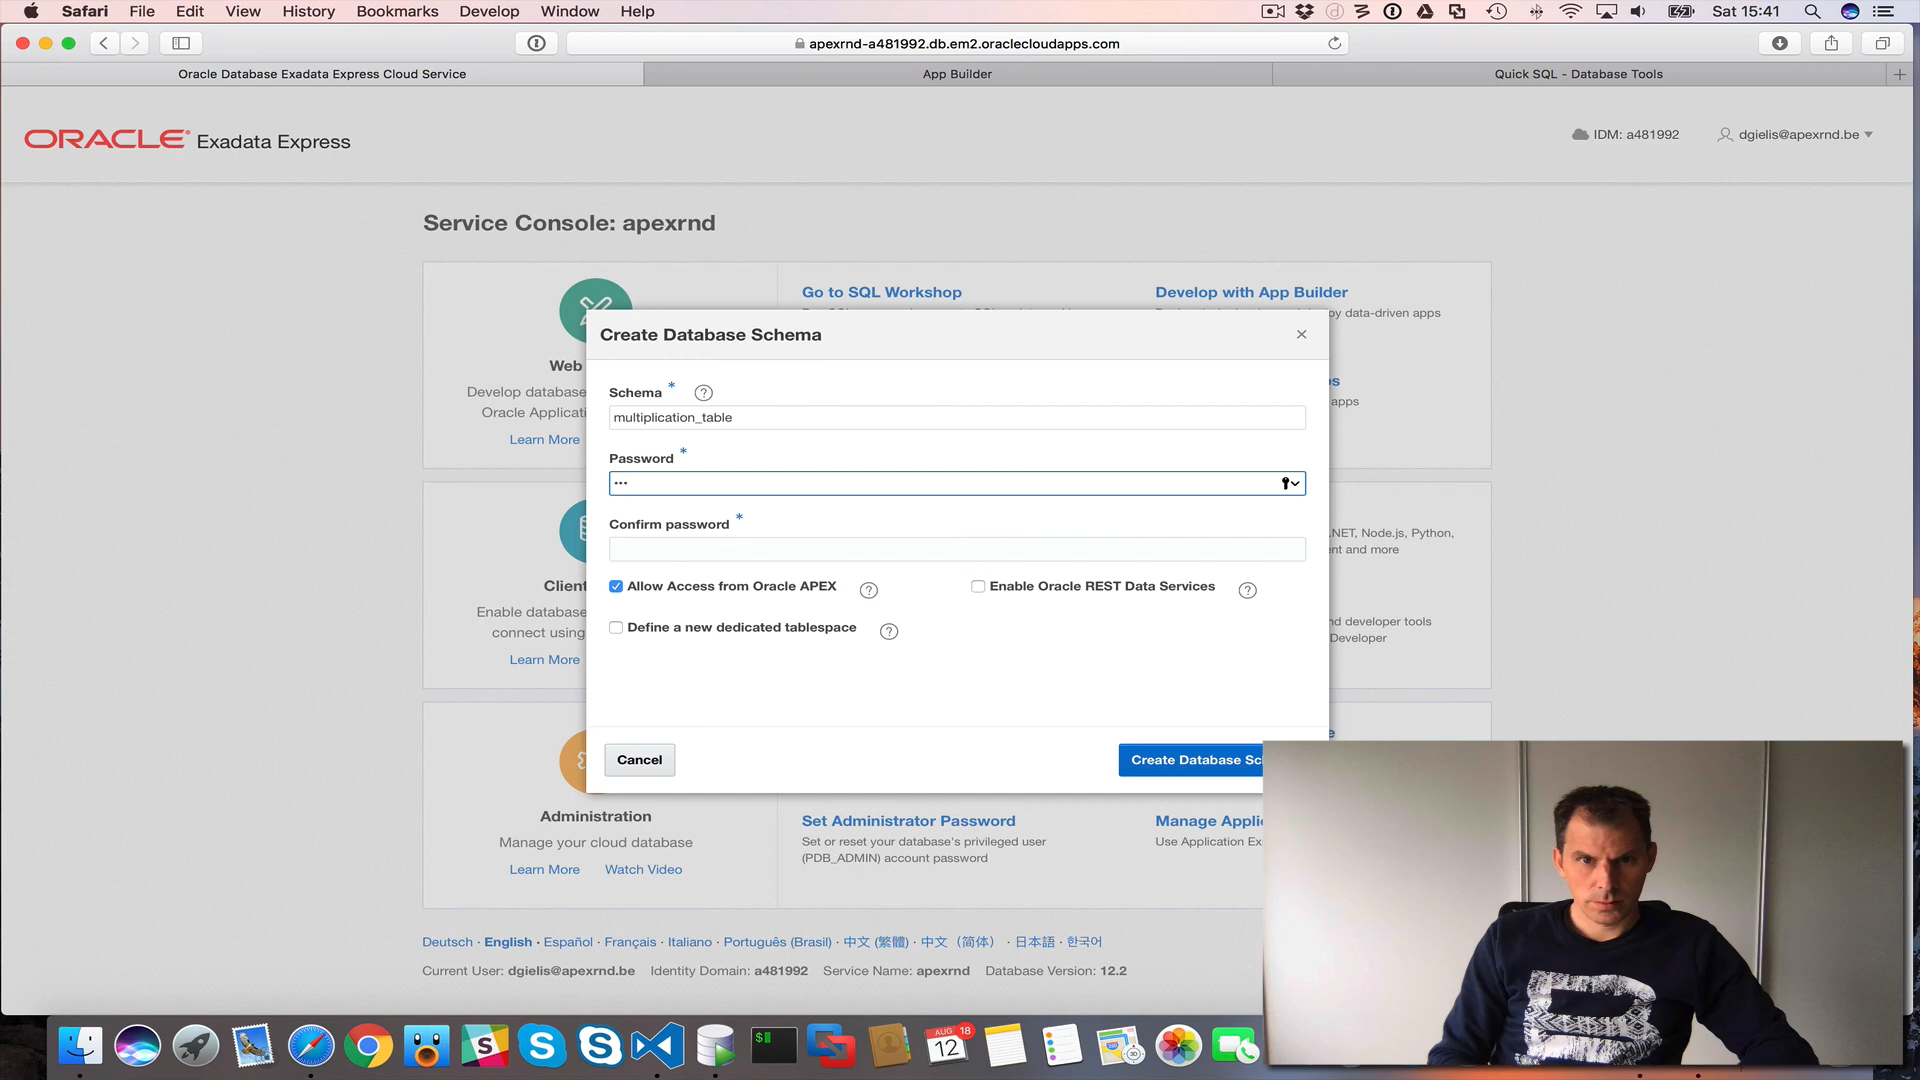 Safari File Edit View History Bookmarks Develop Window Help Sat 15:41
apexrnd-a481992.db.em2.oraclecloudapps.com
Oracle Database Exadata Express Cloud Service App Builder Quick SQL - Database Tools
ORACLE Exadata Express IDM: a481992 dgielis@apexrnd.be
Service Console: apexrnd
Go to SQL Workshop Develop with App Builder
oy data-driven apps
Create Database Schema
Web
Develop database
Oracle Applicati
Learn More
Schema * ?
multiplication_table
s
apps
Password *
•••
Confirm password *
.NET, Node.js, Python,
ent and more
Client
Enable database
connect using
Learn More
Allow Access from Oracle APEX ? Enable Oracle REST Data Services ?
Define a new dedicated tablespace ?
nd developer tools
Developer
e
Cancel Create Database Sc
Administration
Manage your cloud database
Learn More Watch Video
Set Administrator Password Manage Appli
Set or reset your database's privileged user Use Application Ex
(PDB_ADMIN) account password
Deutsch · English · Español · Français · Italiano · Português (Brasil) · 中文 (繁體) · 中文（简体） · 日本語 · 한국어
Current User: dgielis@apexrnd.be Identity Domain: a481992 Service Name: apexrnd Database Version: 12.2
AUG 18
12
$
3D